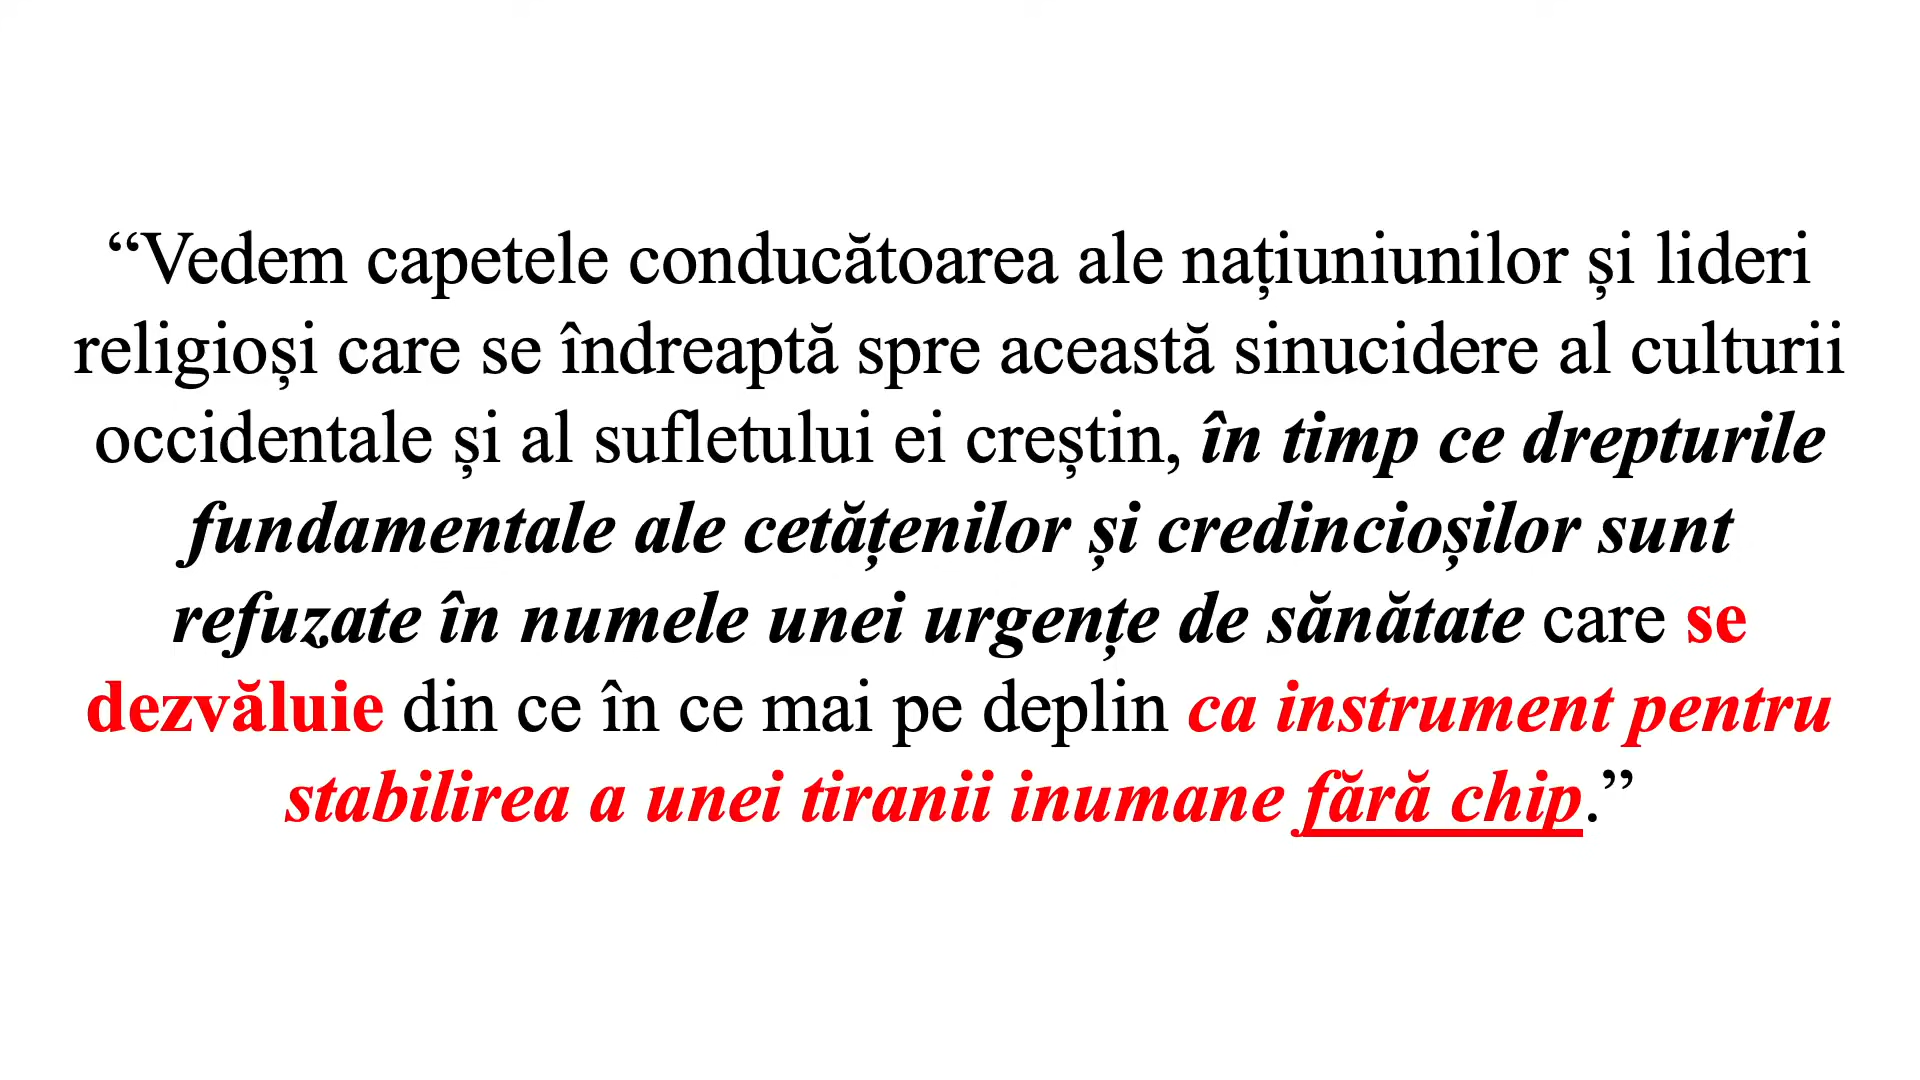 “Vedem capetele conducătoarea ale națiuniunilor și lideri
religioși care se îndreaptă spre această sinucidere al culturii
occidentale și al sufletului ei creștin, în timp ce drepturile
fundamentale ale cetățenilor și credincioșilor sunt
refuzate în numele unei urgențe de sănătate care se
dezvăluie din ce în ce mai pe deplin ca instrument pentru
stabilirea a unei tiranii inumane fără chip.”